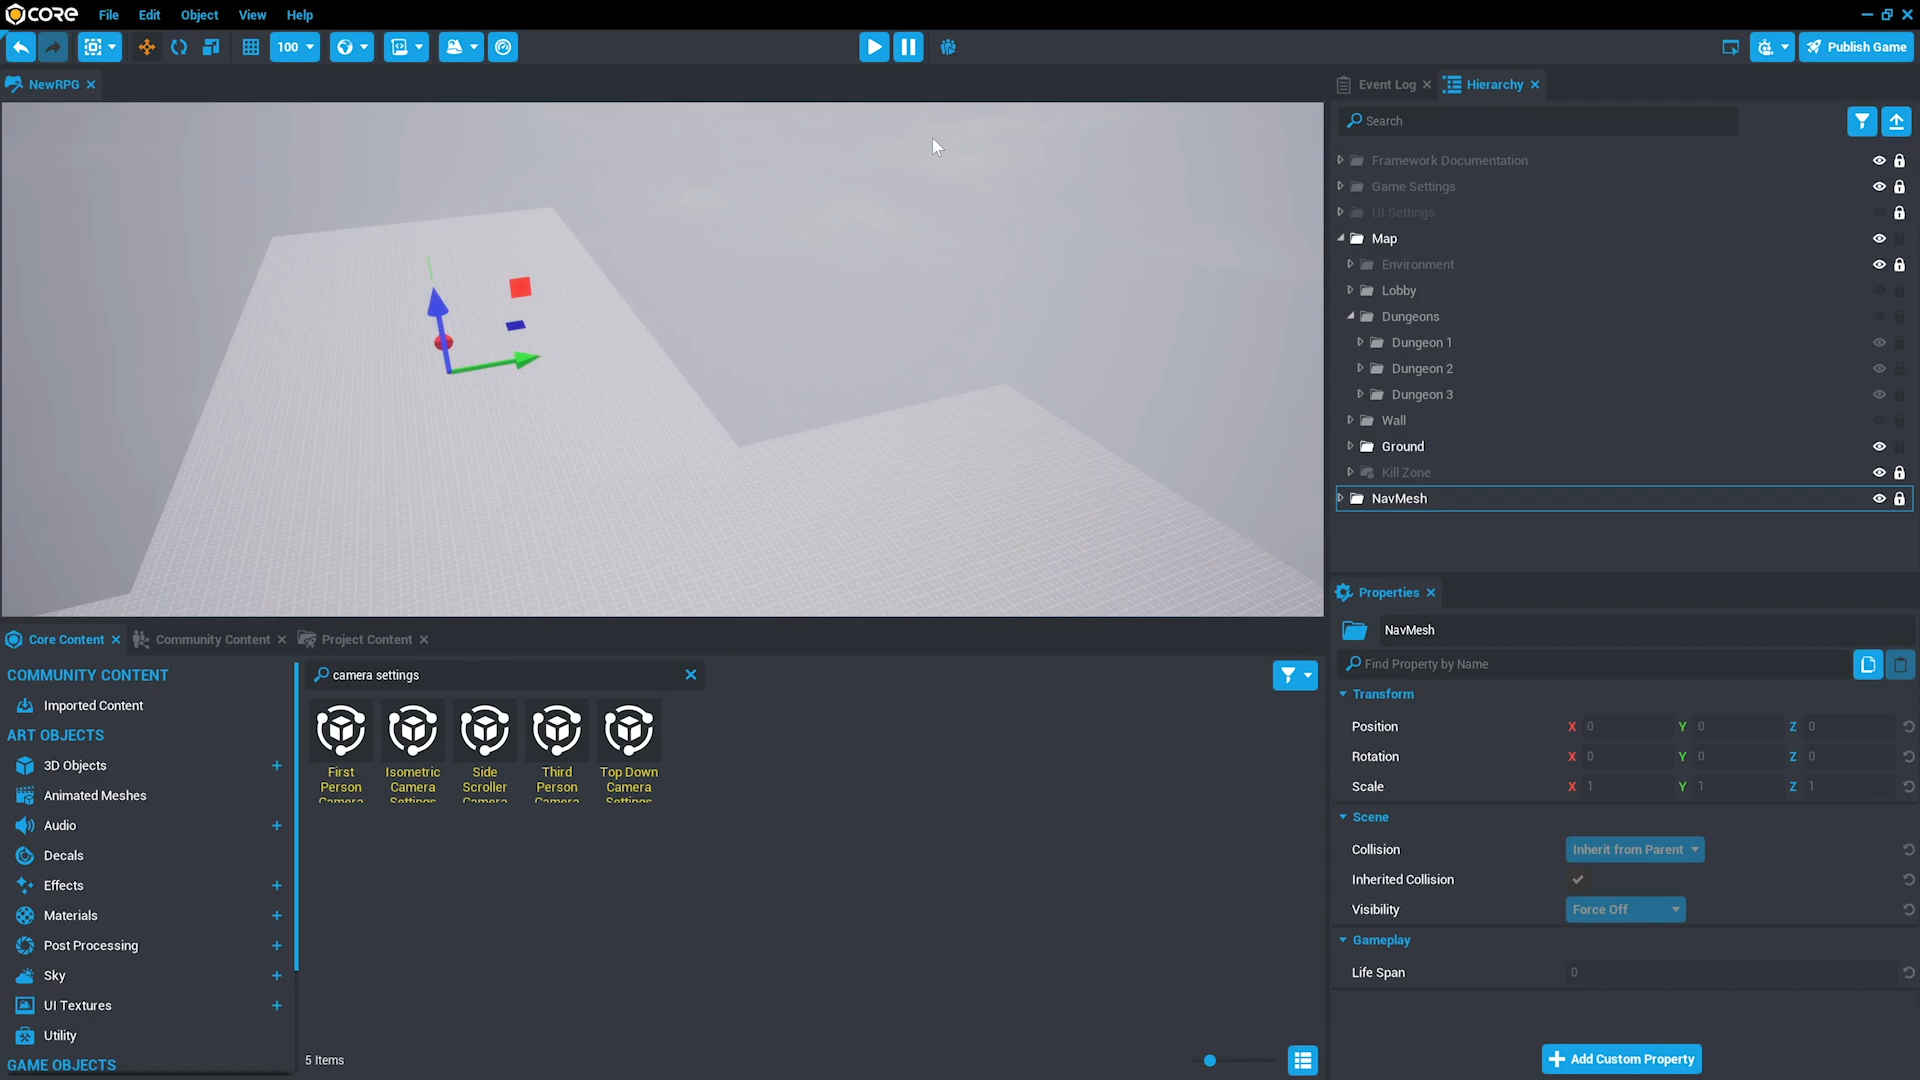 CORE
File
Edit
Object
View
Help
100
Publish Game
NewRPG
Event Log
Hierarchy
Search
Framework Documentation
Game Settings
UI Settings
Map
Environment
Lobby
Dungeons
Dungeon 1
Dungeon 2
Dungeon 3
Wall
Ground
Kill Zone
NavMesh
Properties
NavMesh
Find Property by Name
Transform
Position X 0 Y 0 Z 0
Rotation X 0 Y 0 Z 0
Scale X 1 Y 1 Z 1
Scene
Collision Inherit from Parent
Inherited Collision
Visibility Force Off
Gameplay
Life Span 0
Add Custom Property
Core Content
Community Content
Project Content
COMMUNITY CONTENT
Imported Content
ART OBJECTS
3D Objects
Animated Meshes
Audio
Decals
Effects
Materials
Post Processing
Sky
UI Textures
Utility
GAME OBJECTS
camera settings
First
Person
Camera
Isometric
Camera
Settings
Side
Scroller
Camera
Third
Person
Camera
Top Down
Camera
Settings
5 Items